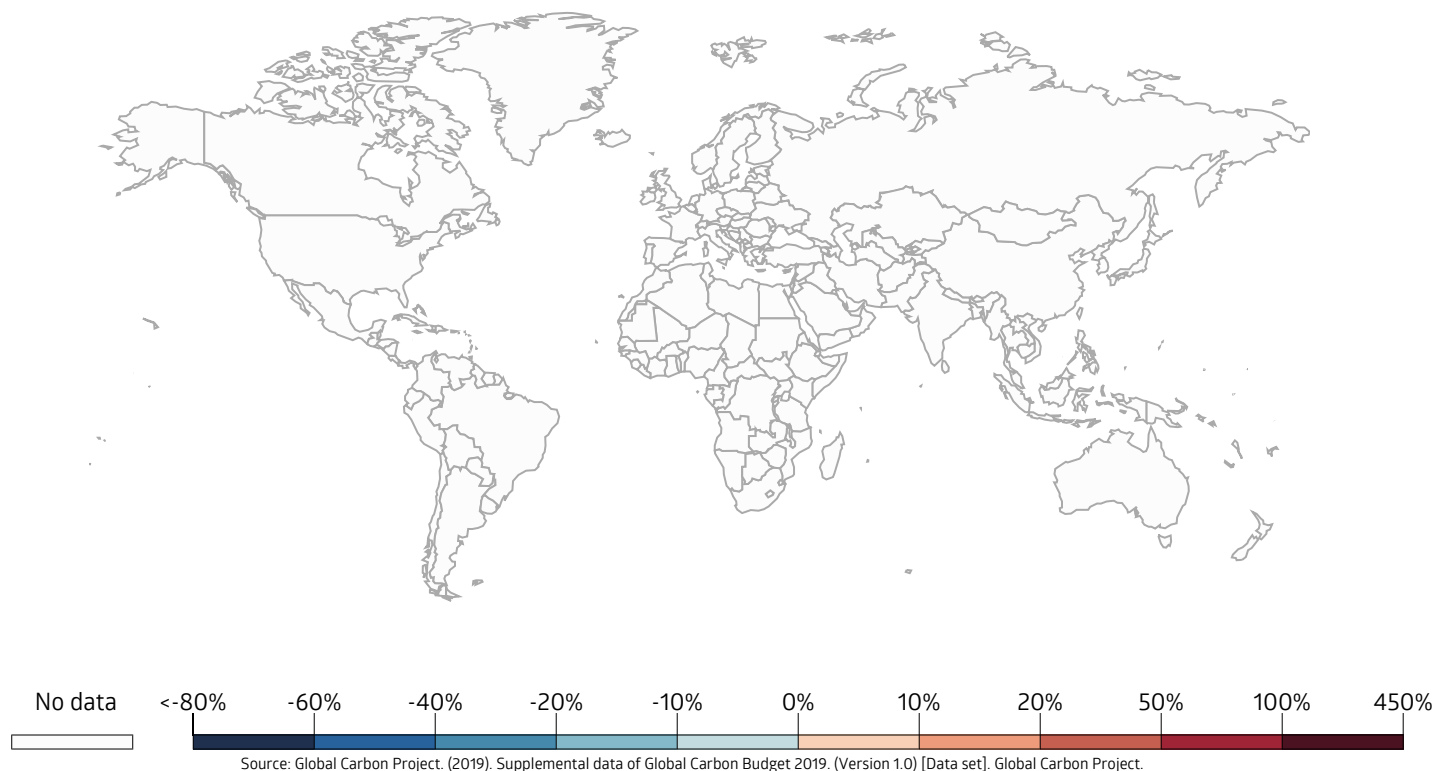 No data <-80% -60% -40% -20% -10% 0% 10% 20% 50% 100% 450%
Source: Global Carbon Project. (2019). Supplemental data of Global Carbon Budget 2019. (Version 1.0) [Data set]. Global Carbon Project.